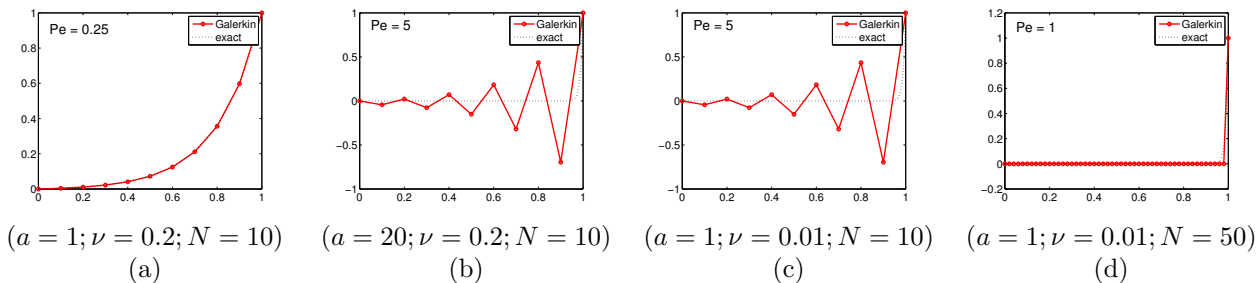 Pe = 0.25
Galerkin
exact
1
0.8
0.6
0.4
0.2
0
0 0.2 0.4 0.6 0.8 1
(a = 1; ν = 0.2; N = 10)
(a)
Pe = 5
Galerkin
exact
1
0.5
0
−0.5
−1
0 0.2 0.4 0.6 0.8 1
(a = 20; ν = 0.2; N = 10)
(b)
Pe = 5
Galerkin
exact
1
0.5
0
−0.5
−1
0 0.2 0.4 0.6 0.8 1
(a = 1; ν = 0.01; N = 10)
(c)
Pe = 1
Galerkin
exact
1.2
1
0.8
0.6
0.4
0.2
0
−0.2
0 0.2 0.4 0.6 0.8 1
(a = 1; ν = 0.01; N = 50)
(d)